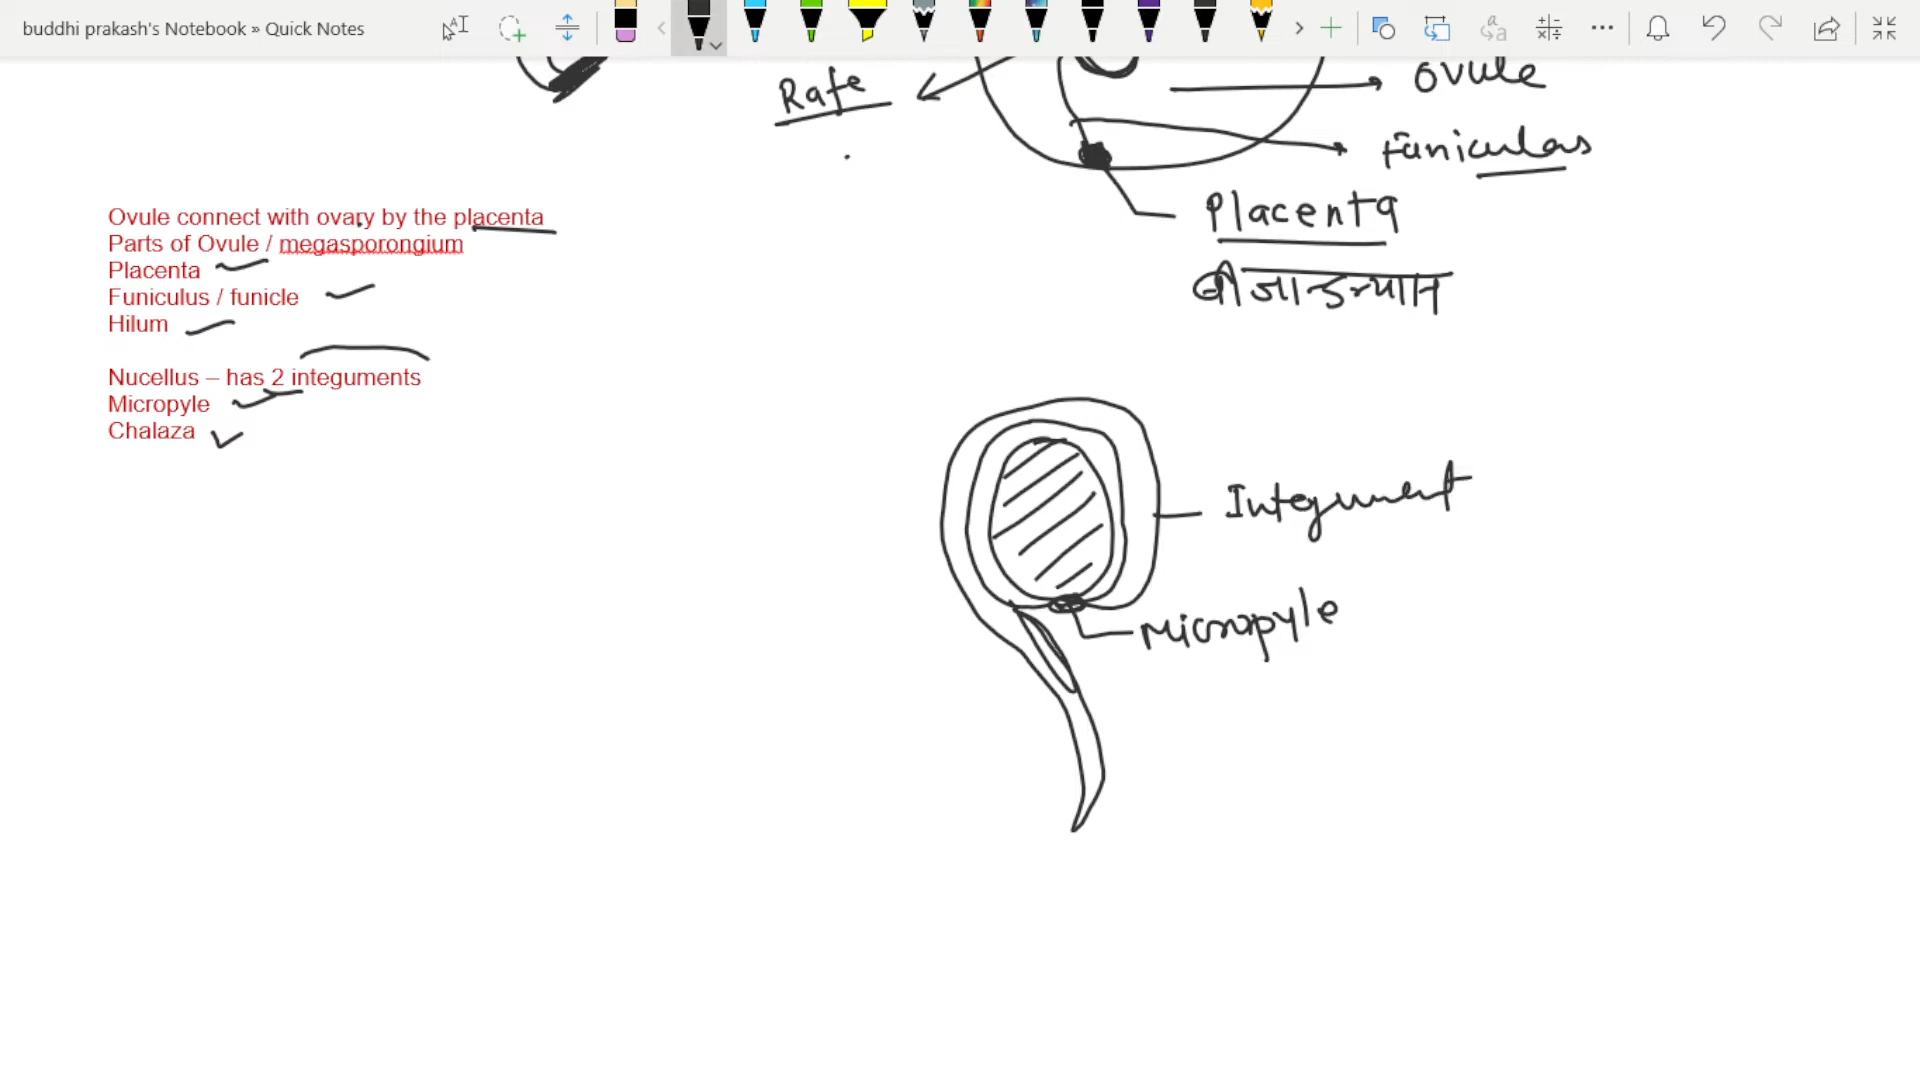 buddhi prakash's Notebook » Quick Notes
Rafe
Ovule
Funiculas
Placenta
बीजाण्डन्यास
Ovule connect with ovary by the placenta
Parts of Ovule / megasporongium
Placenta
Funiculus / funicle
Hilum
Nucellus – has 2 integuments
Micropyle
Chalaza
Integument
Micropyle